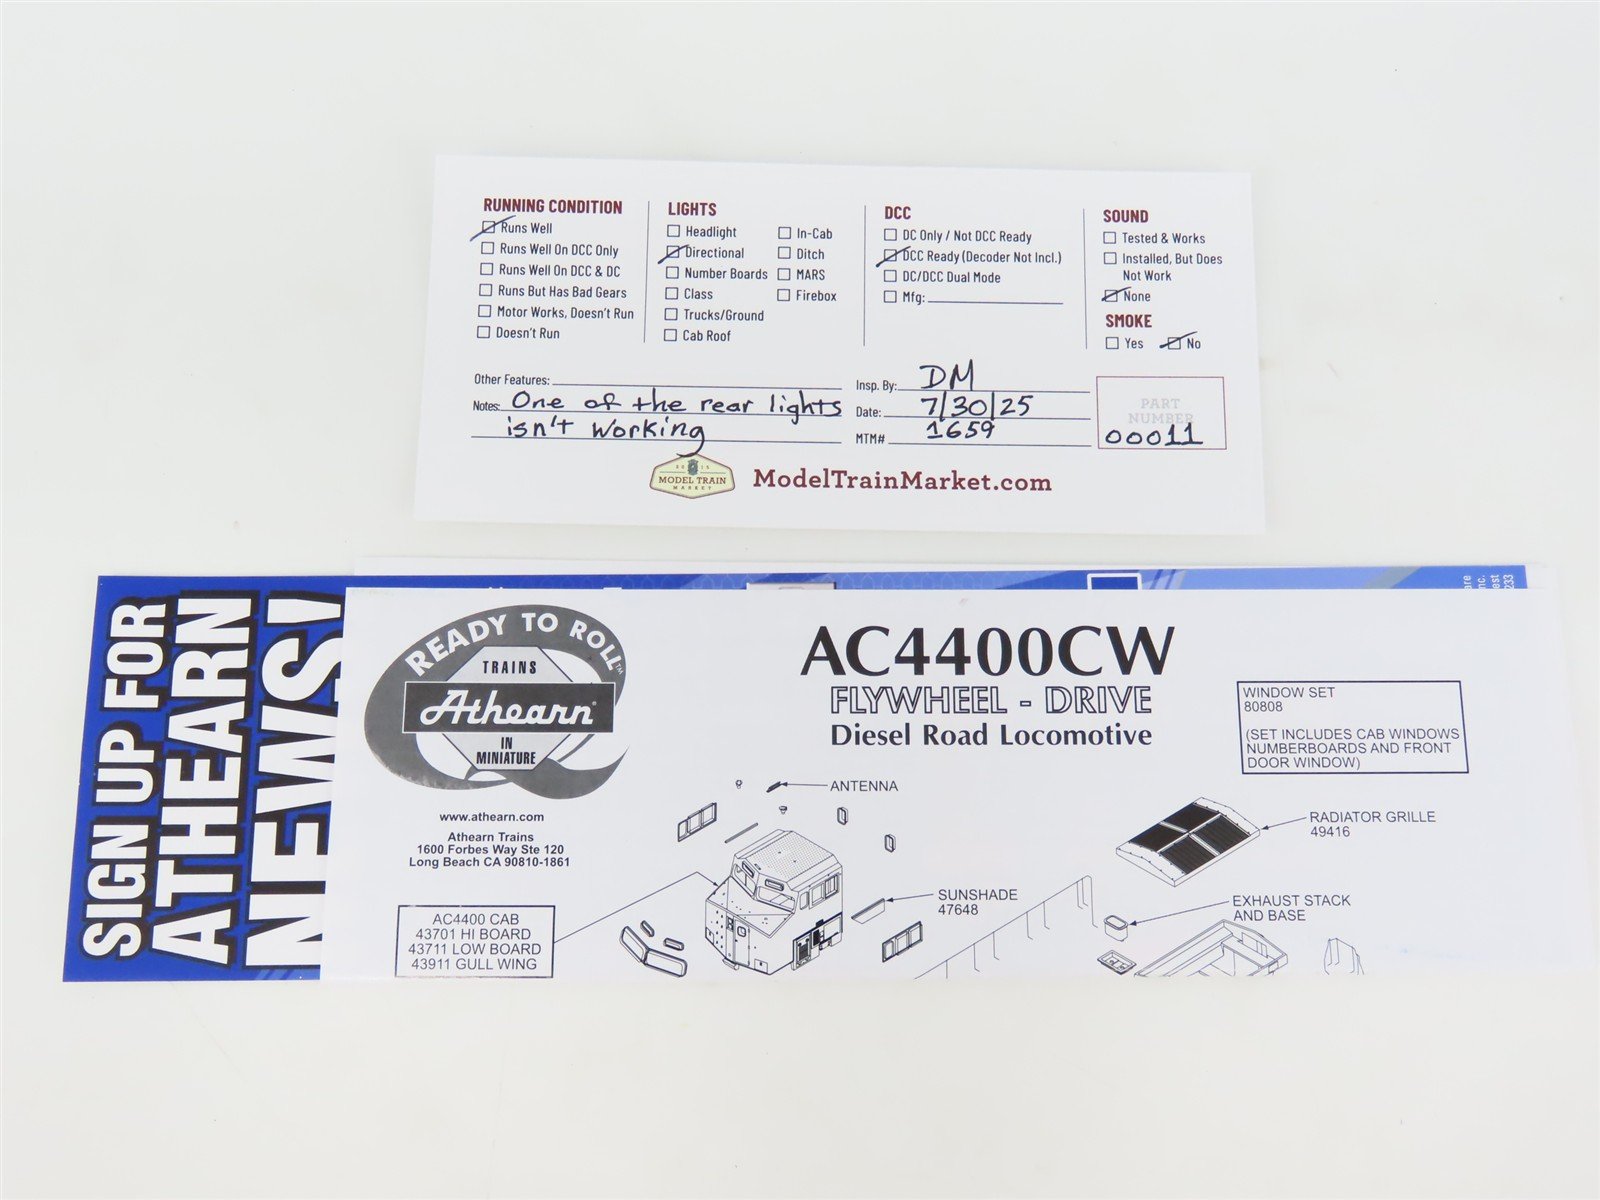 RUNNING CONDITION
Runs Well
Runs Well On DCC Only
Runs Well On DCC & DC
Runs But Has Bad Gears
Motor Works, Doesn't Run
Doesn't Run
LIGHTS
Headlight
Directional
Number Boards
Class
Trucks/Ground
Cab Roof
In-Cab
Ditch
MARS
Firebox
DCC
DC Only / Not DCC Ready
DCC Ready (Decoder Not Incl.)
DC/DCC Dual Mode
Mfg:
SOUND
Tested & Works
Installed, But Does
Not Work
None
SMOKE
Yes No
Other Features:
Notes: One of the rear lights
isn't working
Insp. By: DM
Date: 7/30/25
MTM# 1659
PART
NUMBER
00011
2015
MODEL TRAIN
MARKET
ModelTrainMarket.com
SIGN UP FOR
ATHEARN
NEWS!
READY TO ROLL™
TRAINS
Athearn®
IN
MINIATURE
www.athearn.com
Athearn Trains
1600 Forbes Way Ste 120
Long Beach CA 90810-1861
AC4400CW
FLYWHEEL - DRIVE
Diesel Road Locomotive
WINDOW SET
80808
(SET INCLUDES CAB WINDOWS
NUMBERBOARDS AND FRONT
DOOR WINDOW)
ANTENNA
RADIATOR GRILLE
49416
SUNSHADE
47648
EXHAUST STACK
AND BASE
AC4400 CAB
43701 HI BOARD
43711 LOW BOARD
43911 GULL WING